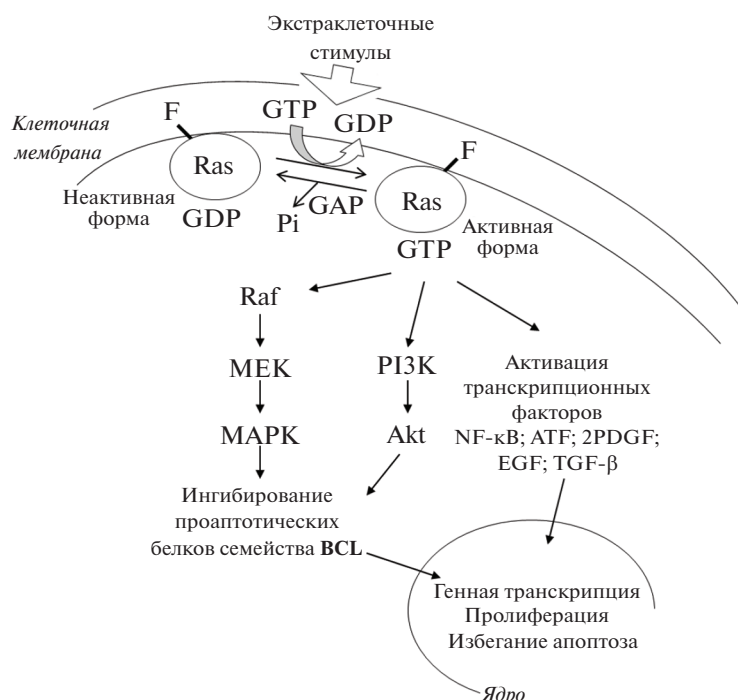 Экстраклеточные
стимулы
GTP
GDP
F
Клеточная
мембрана
Ras
F
Неактивная
форма
GDP
GAP
Pi
Ras
Активная
форма
GTP
Raf
MEK
PI3K
Активация
транскрипционных
факторов
NF-κB; ATF; 2PDGF;
EGF; TGF-β
MAPK
Akt
Ингибирование
проаптотических
белков семейства BCL
Генная транскрипция
Пролиферация
Избегание апоптоза
Ядро